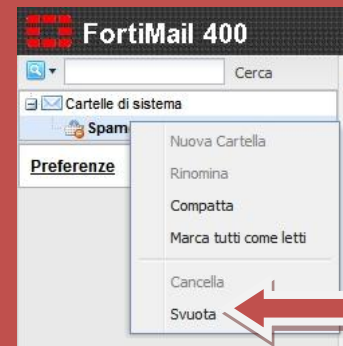 FortiMail 400
Cerca
Cartelle di sistema
Spam
Preferenze
Nuova Cartella
Rinomina
Compatta
Marca tutti come letti
Cancella
Svuota